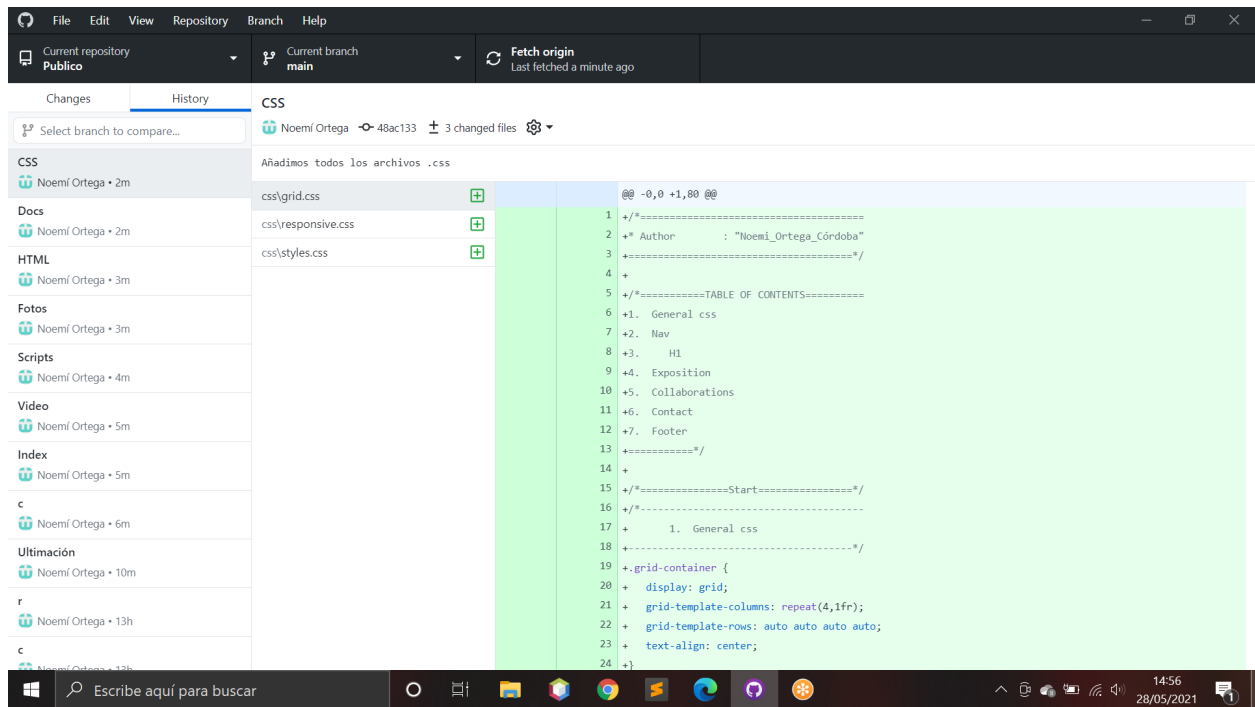 File Edit View Repository Branch Help
Current repository
Publico
Current branch
main
Fetch origin
Last fetched a minute ago
Changes
History
Select branch to compare...
CSS
Noemí Ortega • 2m
Docs
Noemí Ortega • 2m
HTML
Noemí Ortega • 3m
Fotos
Noemí Ortega • 3m
Scripts
Noemí Ortega • 4m
Video
Noemí Ortega • 5m
Index
Noemí Ortega • 5m
c
Noemí Ortega • 6m
Ultimación
Noemí Ortega • 10m
r
Noemí Ortega • 13h
c
Noemí Ortega • 13h
CSS
Noemí Ortega 48ac133 3 changed files
Añadimos todos los archivos .css
css\grid.css
css\responsive.css
css\styles.css
@@ -0,0 +1,80 @@
1 +/*======================================
2 +* Author        : "Noemi_Ortega_Córdoba"
3 +======================================*/
4 +
5 +/*===========TABLE OF CONTENTS==========
6 +1.  General css
7 +2.  Nav
8 +3.     H1
9 +4.  Exposition
10 +5.  Collaborations
11 +6.  Contact
12 +7.  Footer
13 +===========*/
14 +
15 +/*===============Start================*/
16 +/*--------------------------------------
17 +       1.  General css
18 +--------------------------------------*/
19 +.grid-container {
20 +   display: grid;
21 +   grid-template-columns: repeat(4,1fr);
22 +   grid-template-rows: auto auto auto auto;
23 +   text-align: center;
24 +}
Escribe aquí para buscar
14:56
28/05/2021
1